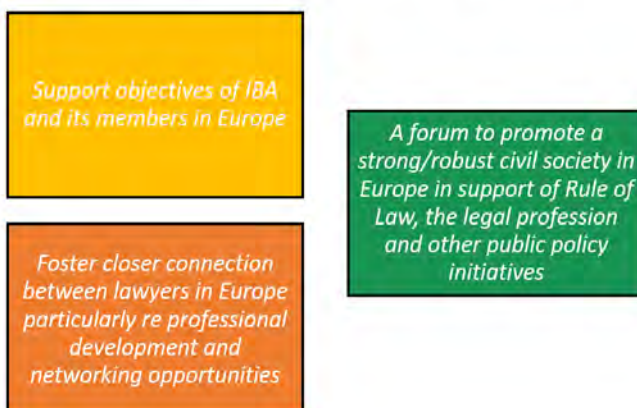 Support objectives of IBA
and its members in Europe
Foster closer connection
between lawyers in Europe
particularly re professional
development and
networking opportunities
A forum to promote a
strong/robust civil society in
Europe in support of Rule of
Law, the legal profession
and other public policy
initiatives